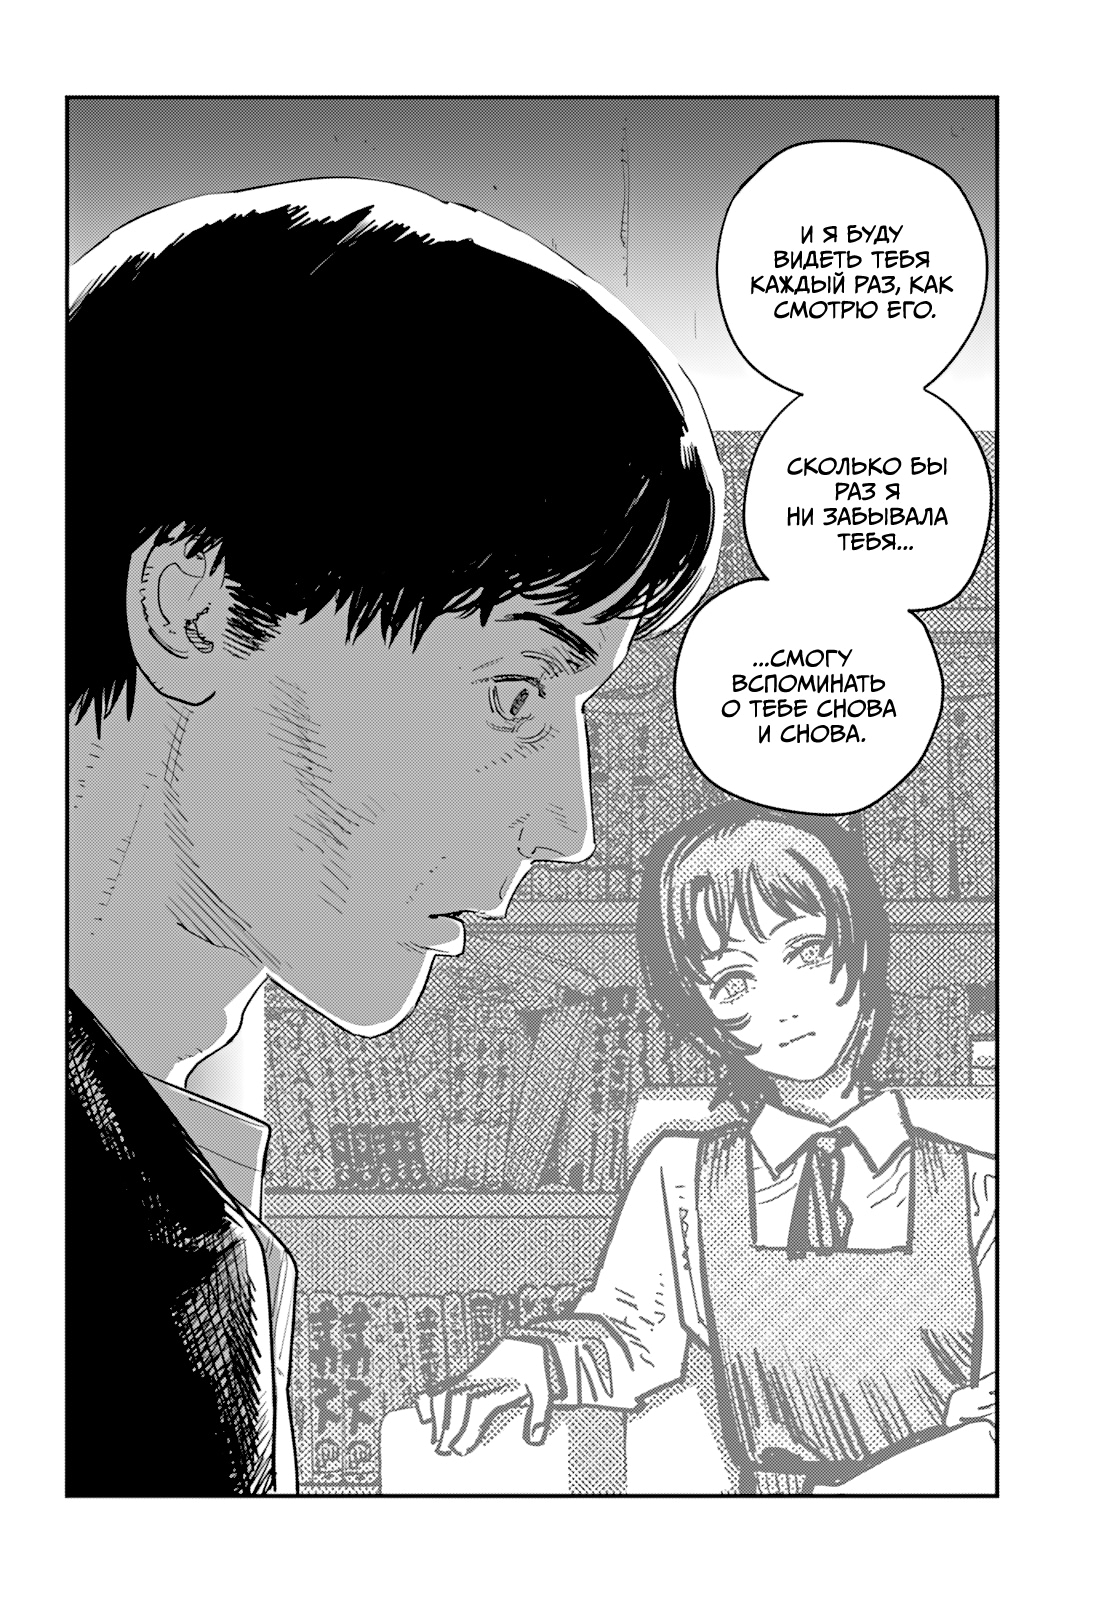 И Я БУДУ
ВИДЕТЬ ТЕБЯ
КАЖДЫЙ РАЗ, КАК
СМОТРЮ ЕГО.
СКОЛЬКО БЫ
РАЗ Я
НИ ЗАБЫВАЛА
ТЕБЯ...
...СМОГУ
ВСПОМИНАТЬ
О ТЕБЕ СНОВА
И СНОВА.